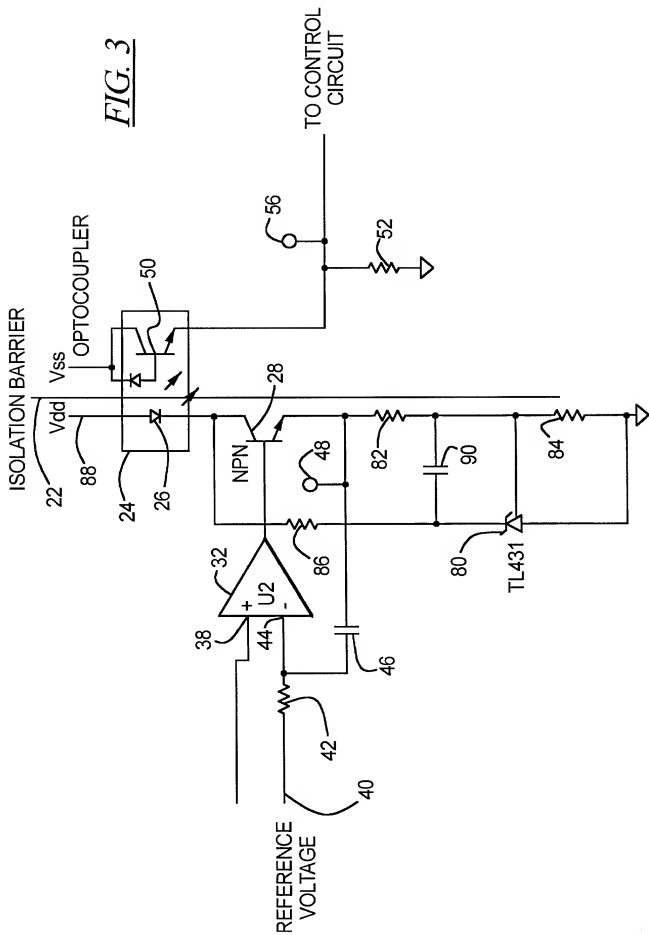 FIG. 3
ISOLATION BARRIER
22
Vdd
Vss
OPTOCOUPLER
88
24
26
50
NPN
28
32
U2
+
-
38
44
48
56
TO CONTROL
CIRCUIT
52
82
86
90
84
80
TL431
46
42
40
REFERENCE
VOLTAGE